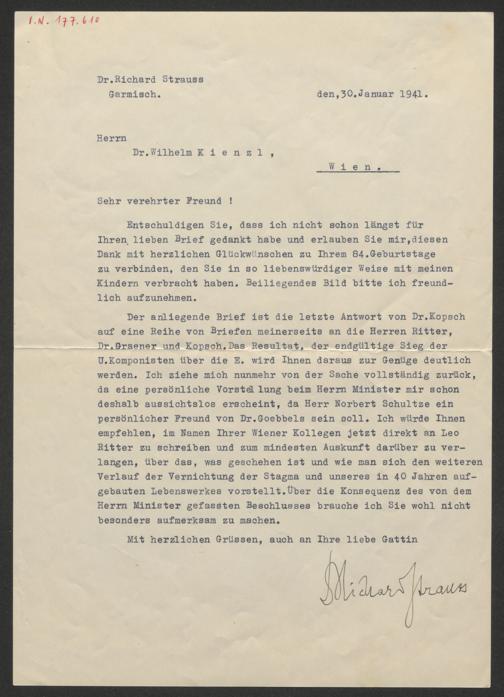 I.N. 177.610
Dr.Richard Strauss
Garmisch.
den,30.Januar 1941.
Herrn
Dr.Wilhelm K i e n z l ,
W i e n .
Sehr verehrter Freund !
Entschuldigen Sie, dass ich nicht schon längst für
Ihren lieben Brief gedankt habe und erlauben Sie mir,diesen
Dank mit herzlichen Glückwünschen zu Ihrem 84.Geburtstage
zu verbinden, den Sie in so liebenswürdiger Weise mit meinen
Kindern verbracht haben. Beiliegendes Bild bitte ich freund-
lich aufzunehmen.
Der anliegende Brief ist die letzte Antwort von Dr.Kopsch
auf eine Reihe von Briefen meinerseits an die Herren Ritter,
Dr.Graener und Kopsch.Das Resultat, der endgültige Sieg der
U.Komponisten über die E. wird Ihnen daraus zur Genüge deutlich
werden. Ich ziehe mich nunmehr von der Sache vollständig zurück,
da eine persönliche Vorstellung beim Herrn Minister mir schon
deshalb aussichtslos erscheint, da Herr Norbert Schultze ein
persönlicher Freund von Dr.Goebbels sein soll. Ich würde Ihnen
empfehlen, im Namen Ihrer Wiener Kollegen jetzt direkt an Leo
Ritter zu schreiben und zum mindesten Auskunft darüber zu ver-
langen, über das, was geschehen ist und wie man sich den weiteren
Verlauf der Vernichtung der Stagma und unseres in 40 Jahren auf-
gebauten Lebenswerkes vorstellt.Über die Konsequenz des von dem
Herrn Minister gefassten Beschlusses brauche ich Sie wohl nicht
besonders aufmerksam zu machen.
Mit herzlichen Grüssen, auch an Ihre liebe Gattin
DRichard Strauss